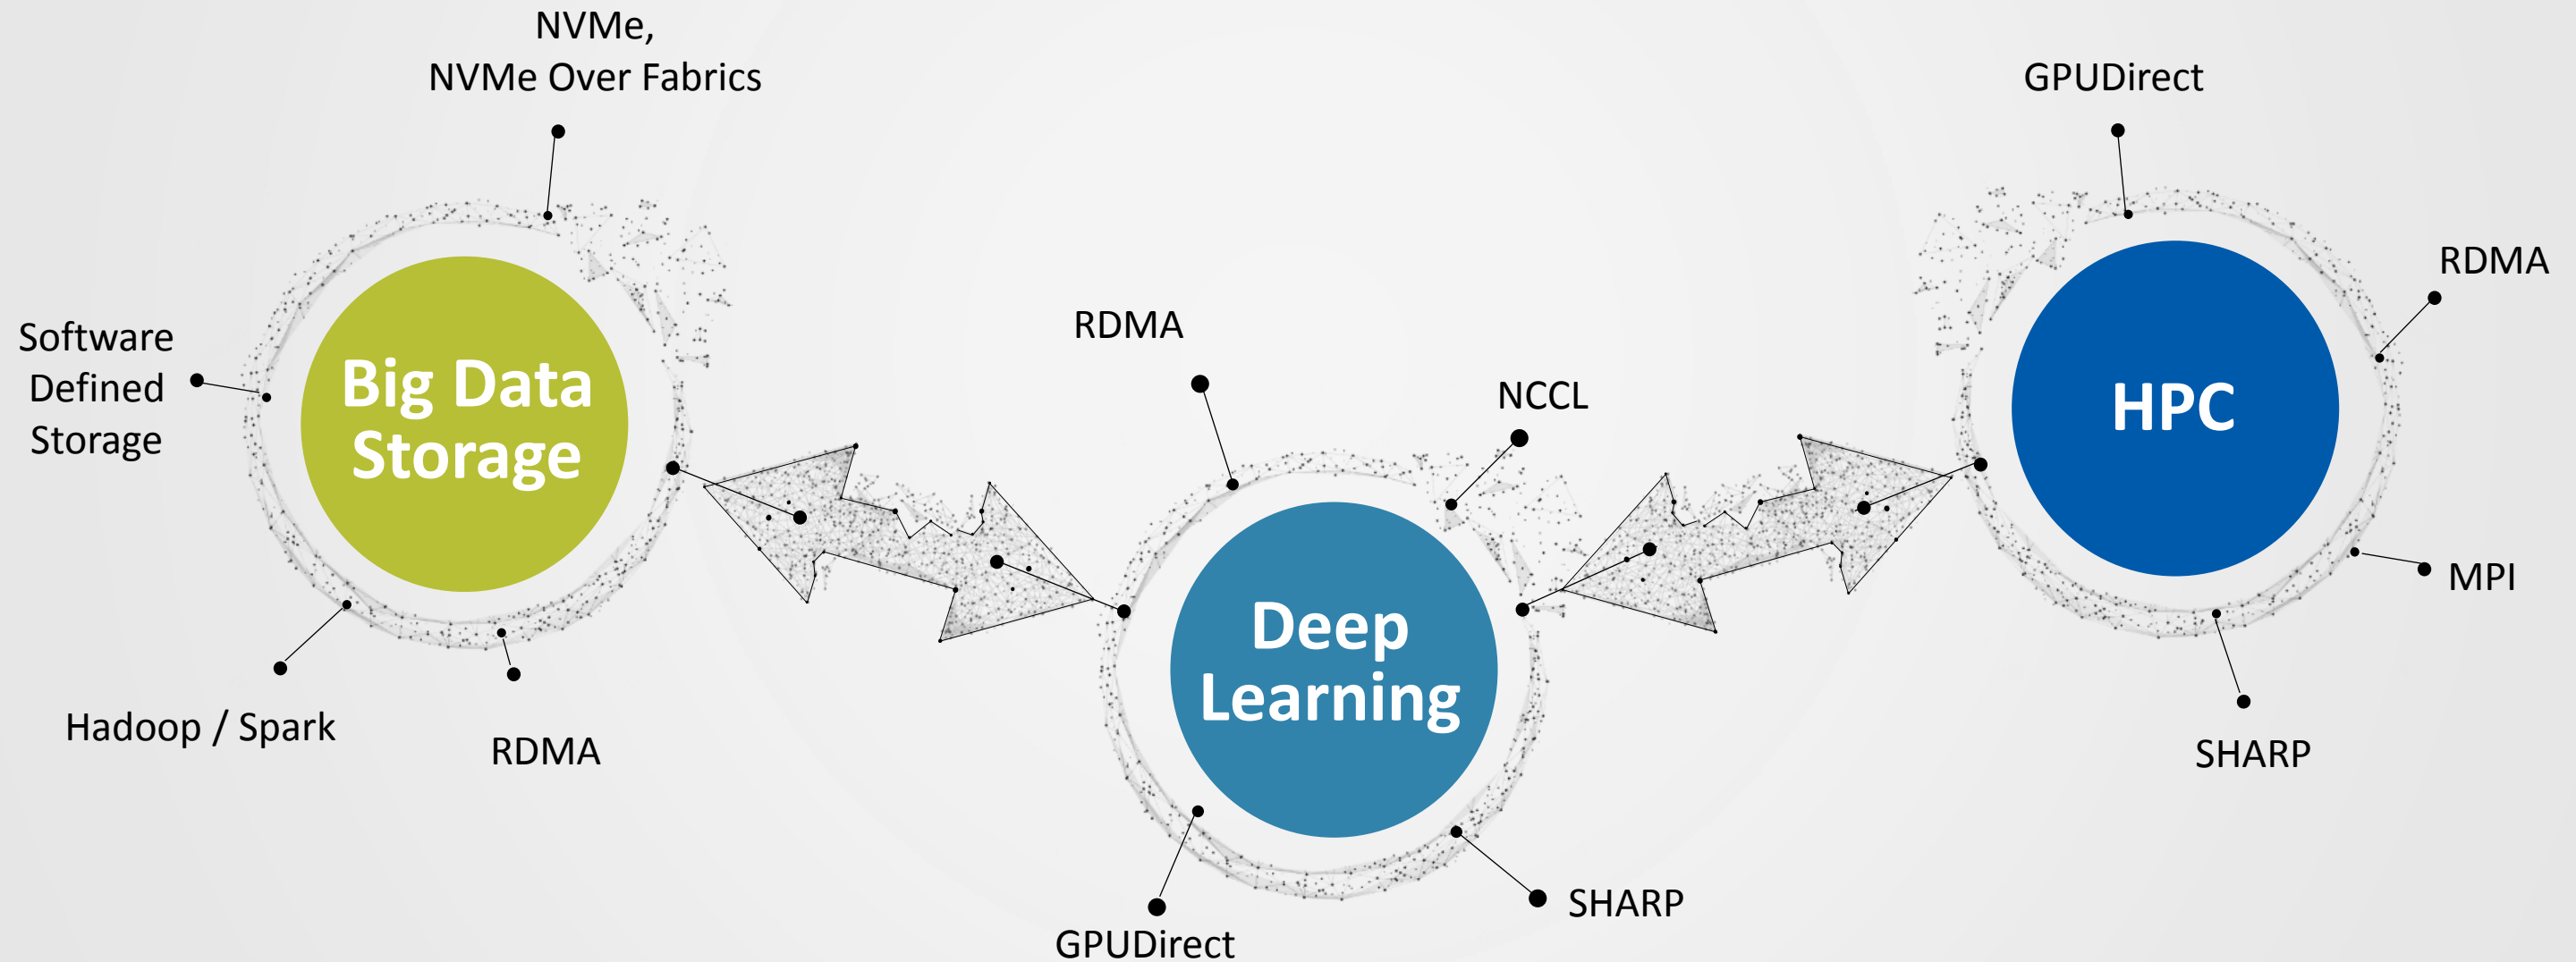 NVMe,
NVMe Over Fabrics
Software
Defined
Storage
Big Data
Storage
Hadoop / Spark
RDMA
RDMA
NCCL
Deep
Learning
GPUDirect
SHARP
GPUDirect
RDMA
HPC
MPI
SHARP